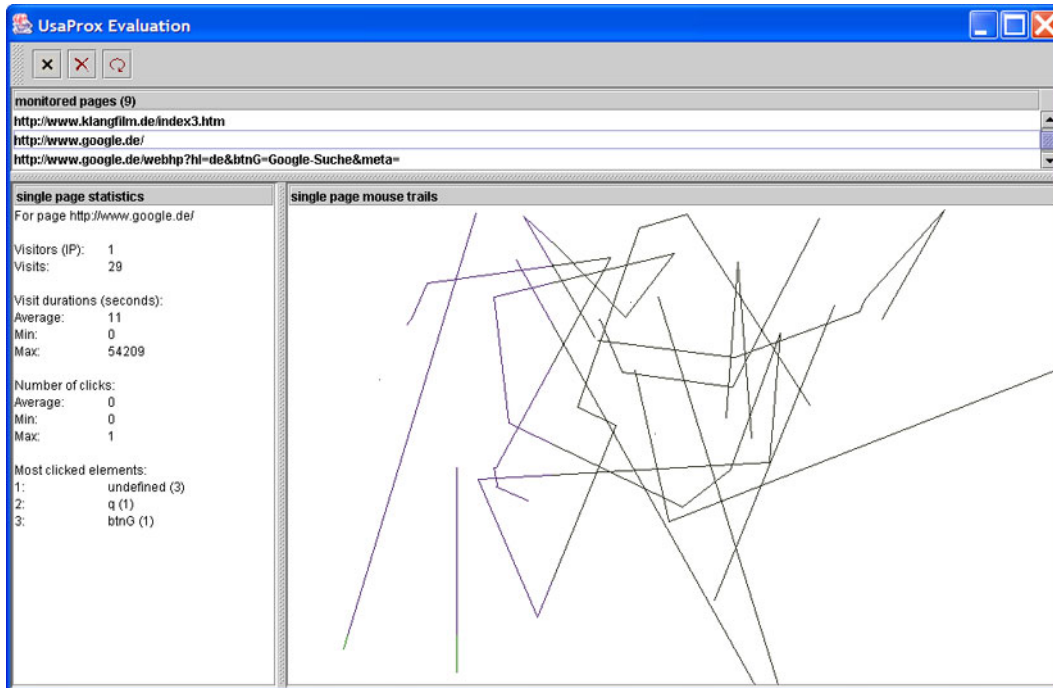 UsaProx Evaluation
monitored pages (9)
http://www.klangfilm.de/index3.htm
http://www.google.de/
http://www.google.de/webhp?hl=de&btnG=Google-Suche&meta=
single page statistics
single page mouse trails
For page http://www.google.de/
Visitors (IP): 1
Visits: 29
Visit durations (seconds):
Average: 11
Min: 0
Max: 54209
Number of clicks:
Average: 0
Min: 0
Max: 1
Most clicked elements:
1: undefined (3)
2: q (1)
3: btnG (1)